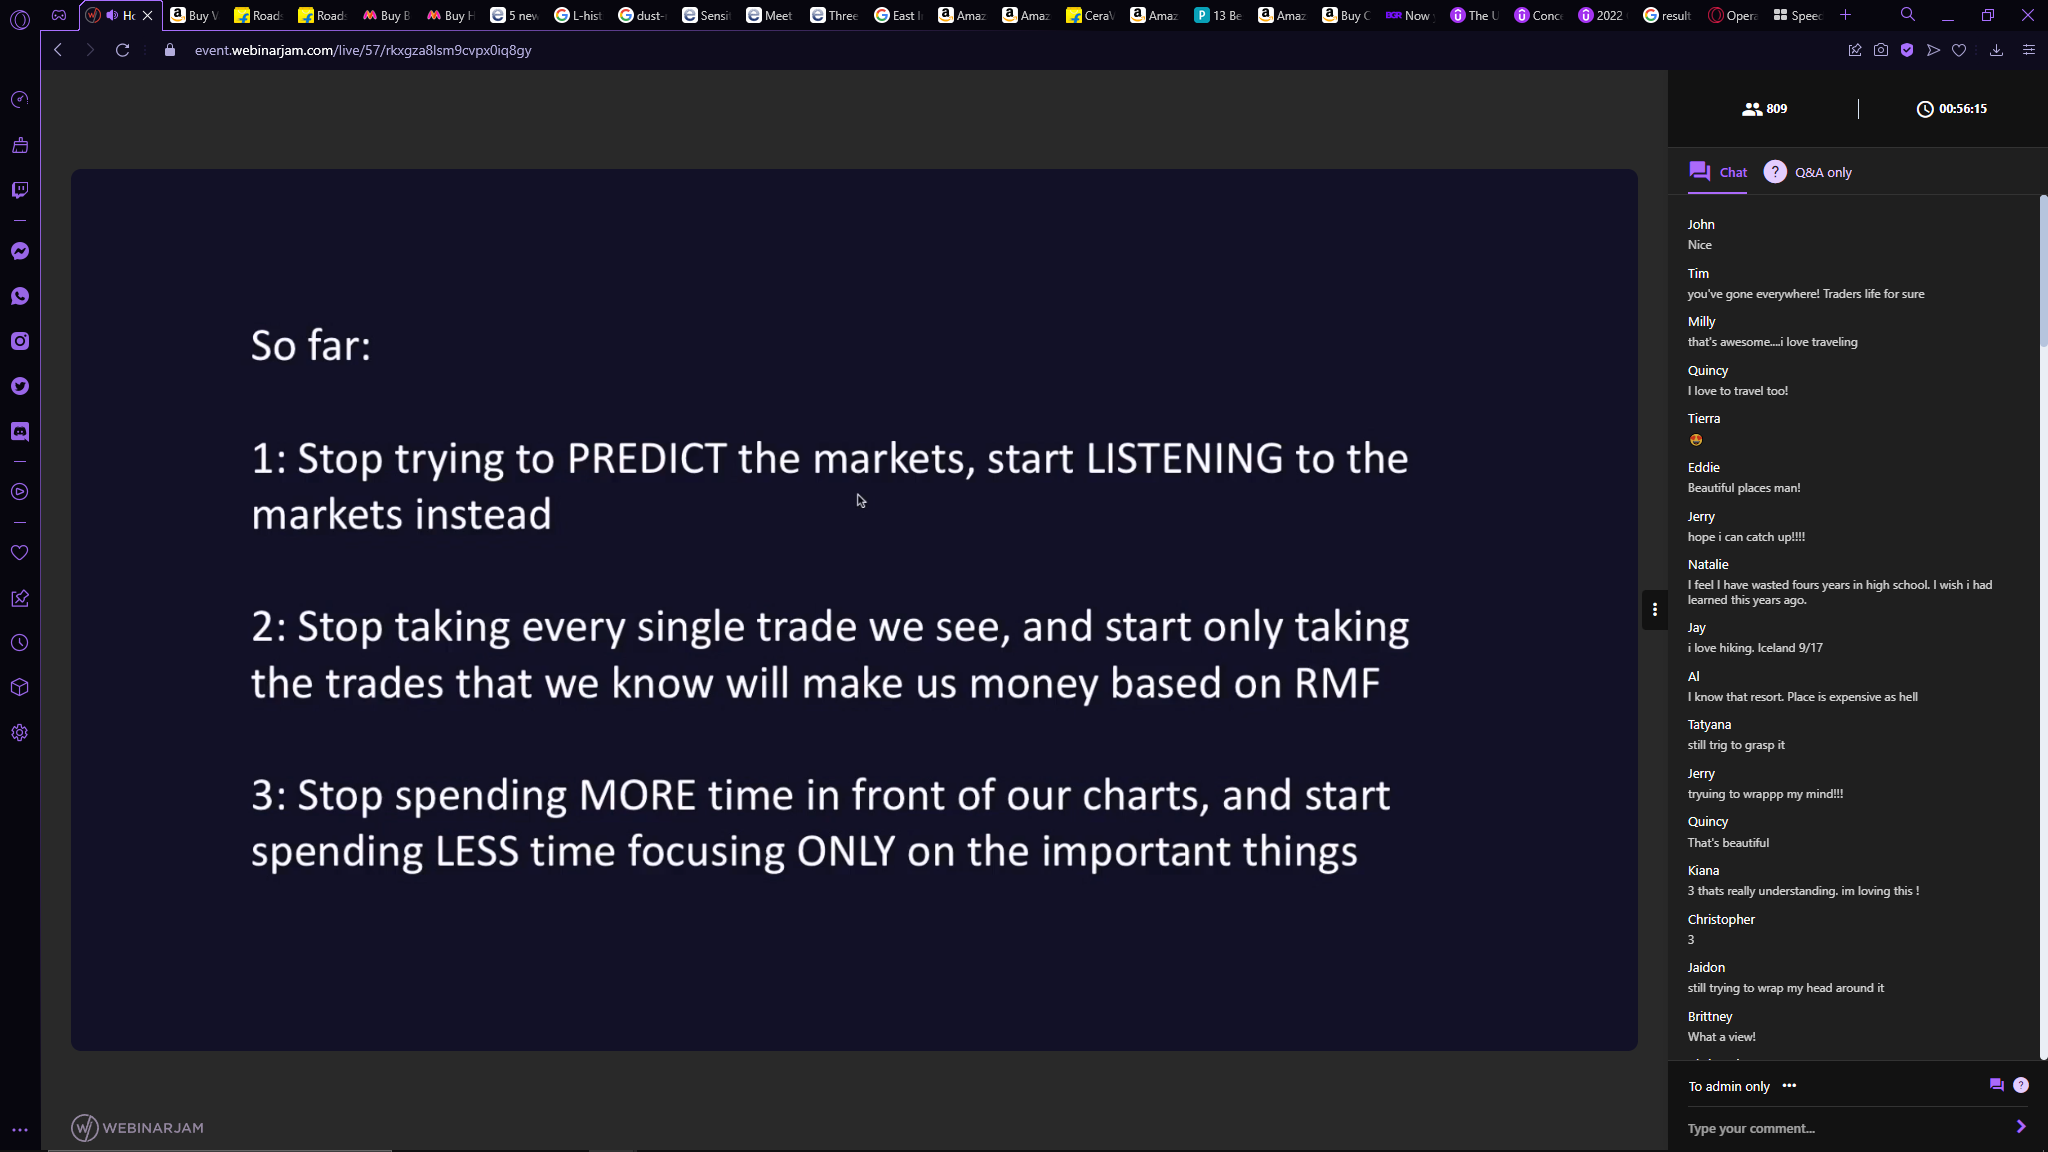 Ho
Buy V
Roads
Roads
Buy B
Buy H
5 new
L-hist
dust-
Sensit
Meet
Three
East I
Amaz
Amaz
CeraV
Amaz
13 Be
Amaz
Buy C
BGR Now
The U
Conc
2022
result
Opera
Speed
event.webinarjam.com/live/57/rkxgza8lsm9cvpx0iq8gy
809
00:56:15
Chat
? Q&A only
So far:
1: Stop trying to PREDICT the markets, start LISTENING to the
markets instead
2: Stop taking every single trade we see, and start only taking
the trades that we know will make us money based on RMF
3: Stop spending MORE time in front of our charts, and start
spending LESS time focusing ONLY on the important things
WEBINARJAM
John
Nice
Tim
you've gone everywhere! Traders life for sure
Milly
that's awesome....i love traveling
Quincy
I love to travel too!
Tierra
😍
Eddie
Beautiful places man!
Jerry
hope i can catch up!!!!
Natalie
I feel I have wasted fours years in high school. I wish i had
learned this years ago.
Jay
i love hiking. Iceland 9/17
Al
I know that resort. Place is expensive as hell
Tatyana
still trig to grasp it
Jerry
tryuing to wrappp my mind!!!
Quincy
That's beautiful
Kiana
3 thats really understanding. im loving this !
Christopher
3
Jaidon
still trying to wrap my head around it
Brittney
What a view!
To admin only
Type your comment...